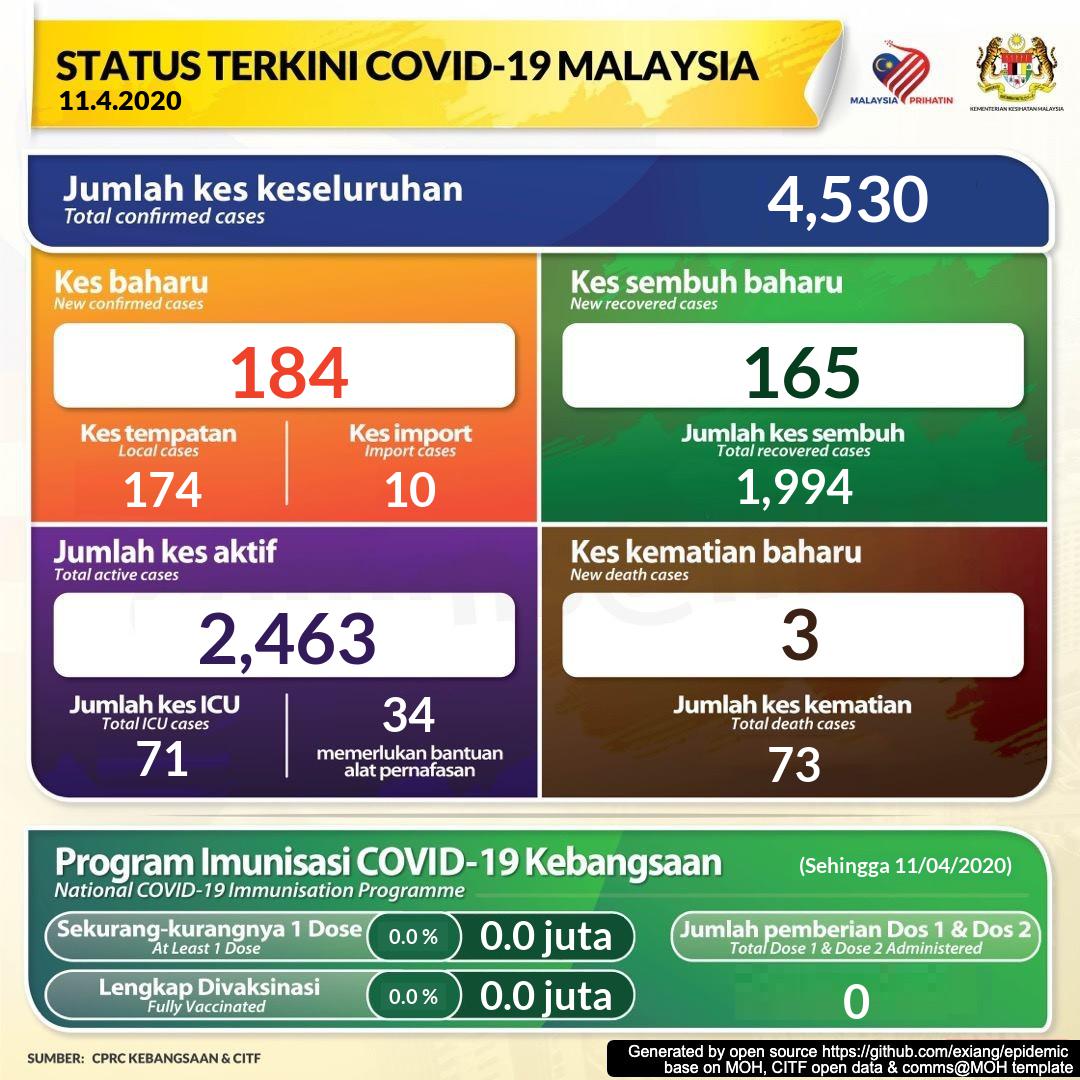 STATUS TERKINI COVID-19 MALAYSIA
11.4.2020
MALAYSIA PRIHATIN
KEMENTERIAN KESIHATAN MALAYSIA
Jumlah kes keseluruhan
Total confirmed cases
4,530
Kes baharu
New confirmed cases
184
Kes tempatan
Local cases
174
Kes import
Import cases
10
Kes sembuh baharu
New recovered cases
165
Jumlah kes sembuh
Total recovered cases
1,994
Jumlah kes aktif
Total active cases
2,463
Jumlah kes ICU
Total ICU cases
71
34
memerlukan bantuan
alat pernafasan
Kes kematian baharu
New death cases
3
Jumlah kes kematian
Total death cases
73
Program Imunisasi COVID-19 Kebangsaan
National COVID-19 Immunisation Programme
(Sehingga 11/04/2020)
Sekurang-kurangnya 1 Dose
At Least 1 Dose
0.0 %
0.0 juta
Lengkap Divaksinasi
Fully Vaccinated
0.0 %
0.0 juta
Jumlah pemberian Dos 1 & Dos 2
Total Dose 1 & Dose 2 Administered
0
SUMBER: CPRC KEBANGSAAN & CITF
Generated by open source https://github.com/exiang/epidemic
base on MOH, CITF open data & comms@MOH template